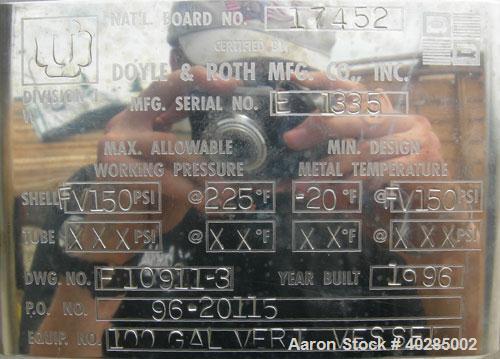 NAT'L BOARD NO. 17452
CERTIFIED BY
DOYLE & ROTH MFG. CO., INC.
DIVISION 1
W
MFG. SERIAL NO. E 1335
MAX. ALLOWABLE WORKING PRESSURE
MIN. DESIGN METAL TEMPERATURE
SHELL FV150 PSI @ 225 °F -20 °F @ FV150 PSI
TUBE XXX PSI @ XX °F XX °F @ XXX PSI
DWG. NO. F10911-3 YEAR BUILT 1996
P.O. NO. 96-20115
EQUIP. NO. 100 GAL VERT. VESSEL
Aaron Stock # 40285002